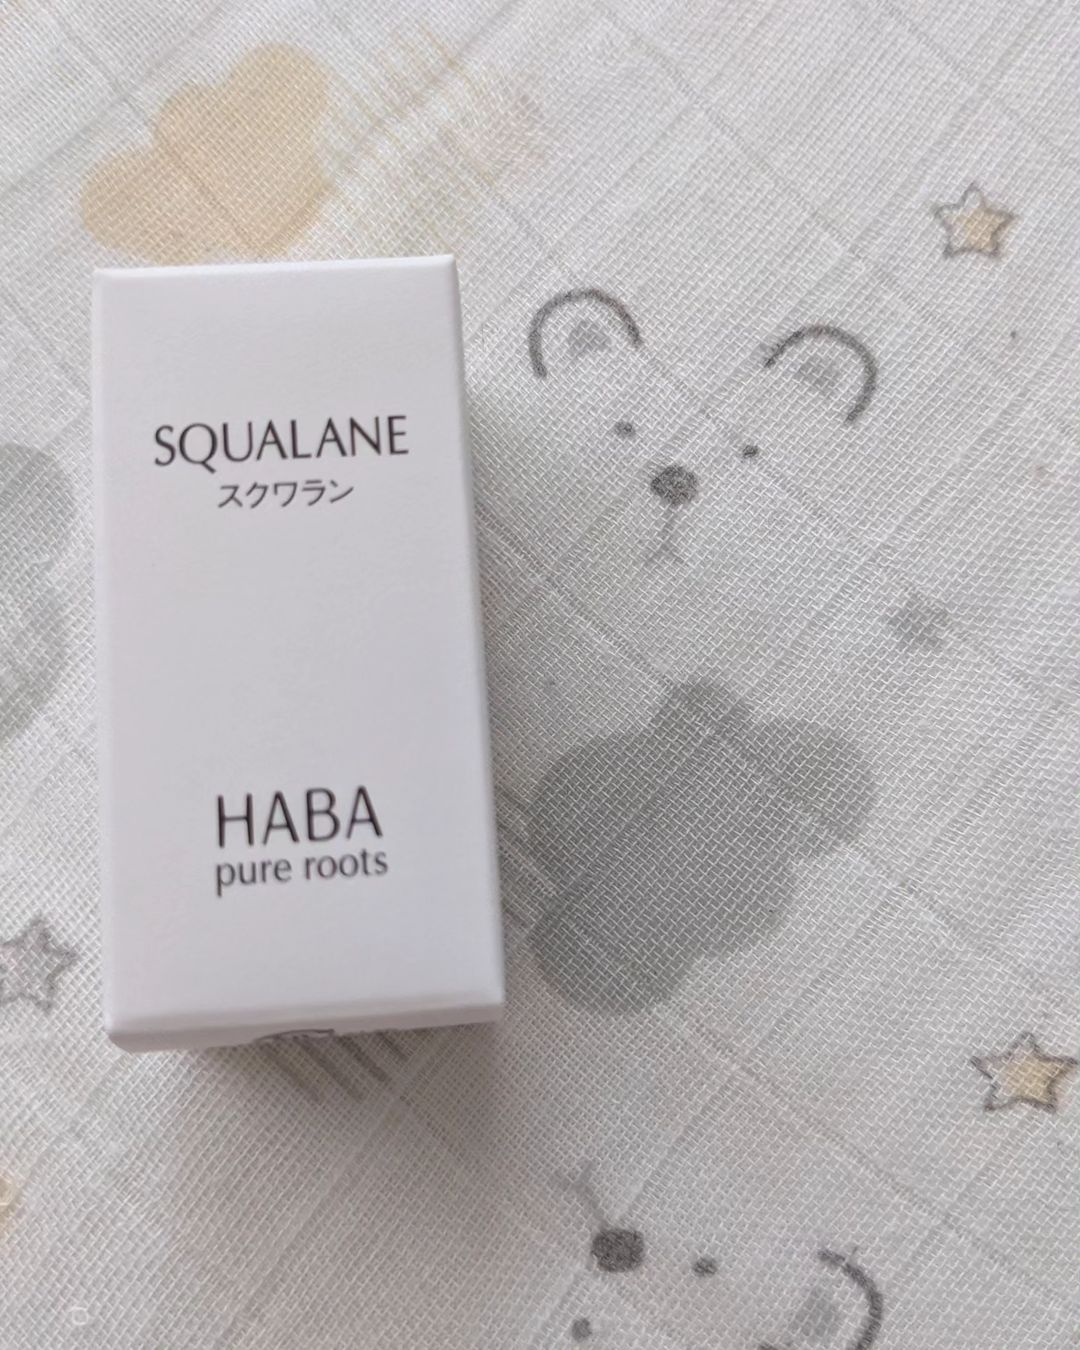 SQUALANE
スクワラン
HABA
pure roots